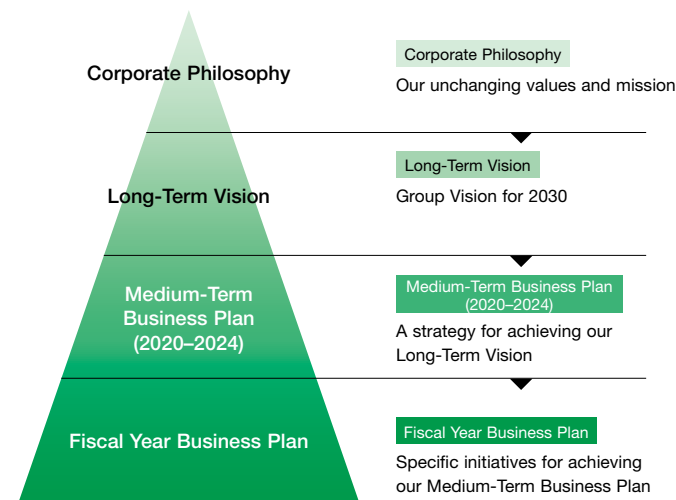 Corporate Philosophy
Corporate Philosophy
Our unchanging values and mission
Long-Term Vision
Long-Term Vision
Group Vision for 2030
Medium-Term
Business Plan
(2020–2024)
Medium-Term Business Plan
(2020–2024)
A strategy for achieving our
Long-Term Vision
Fiscal Year Business Plan
Fiscal Year Business Plan
Specific initiatives for achieving
our Medium-Term Business Plan